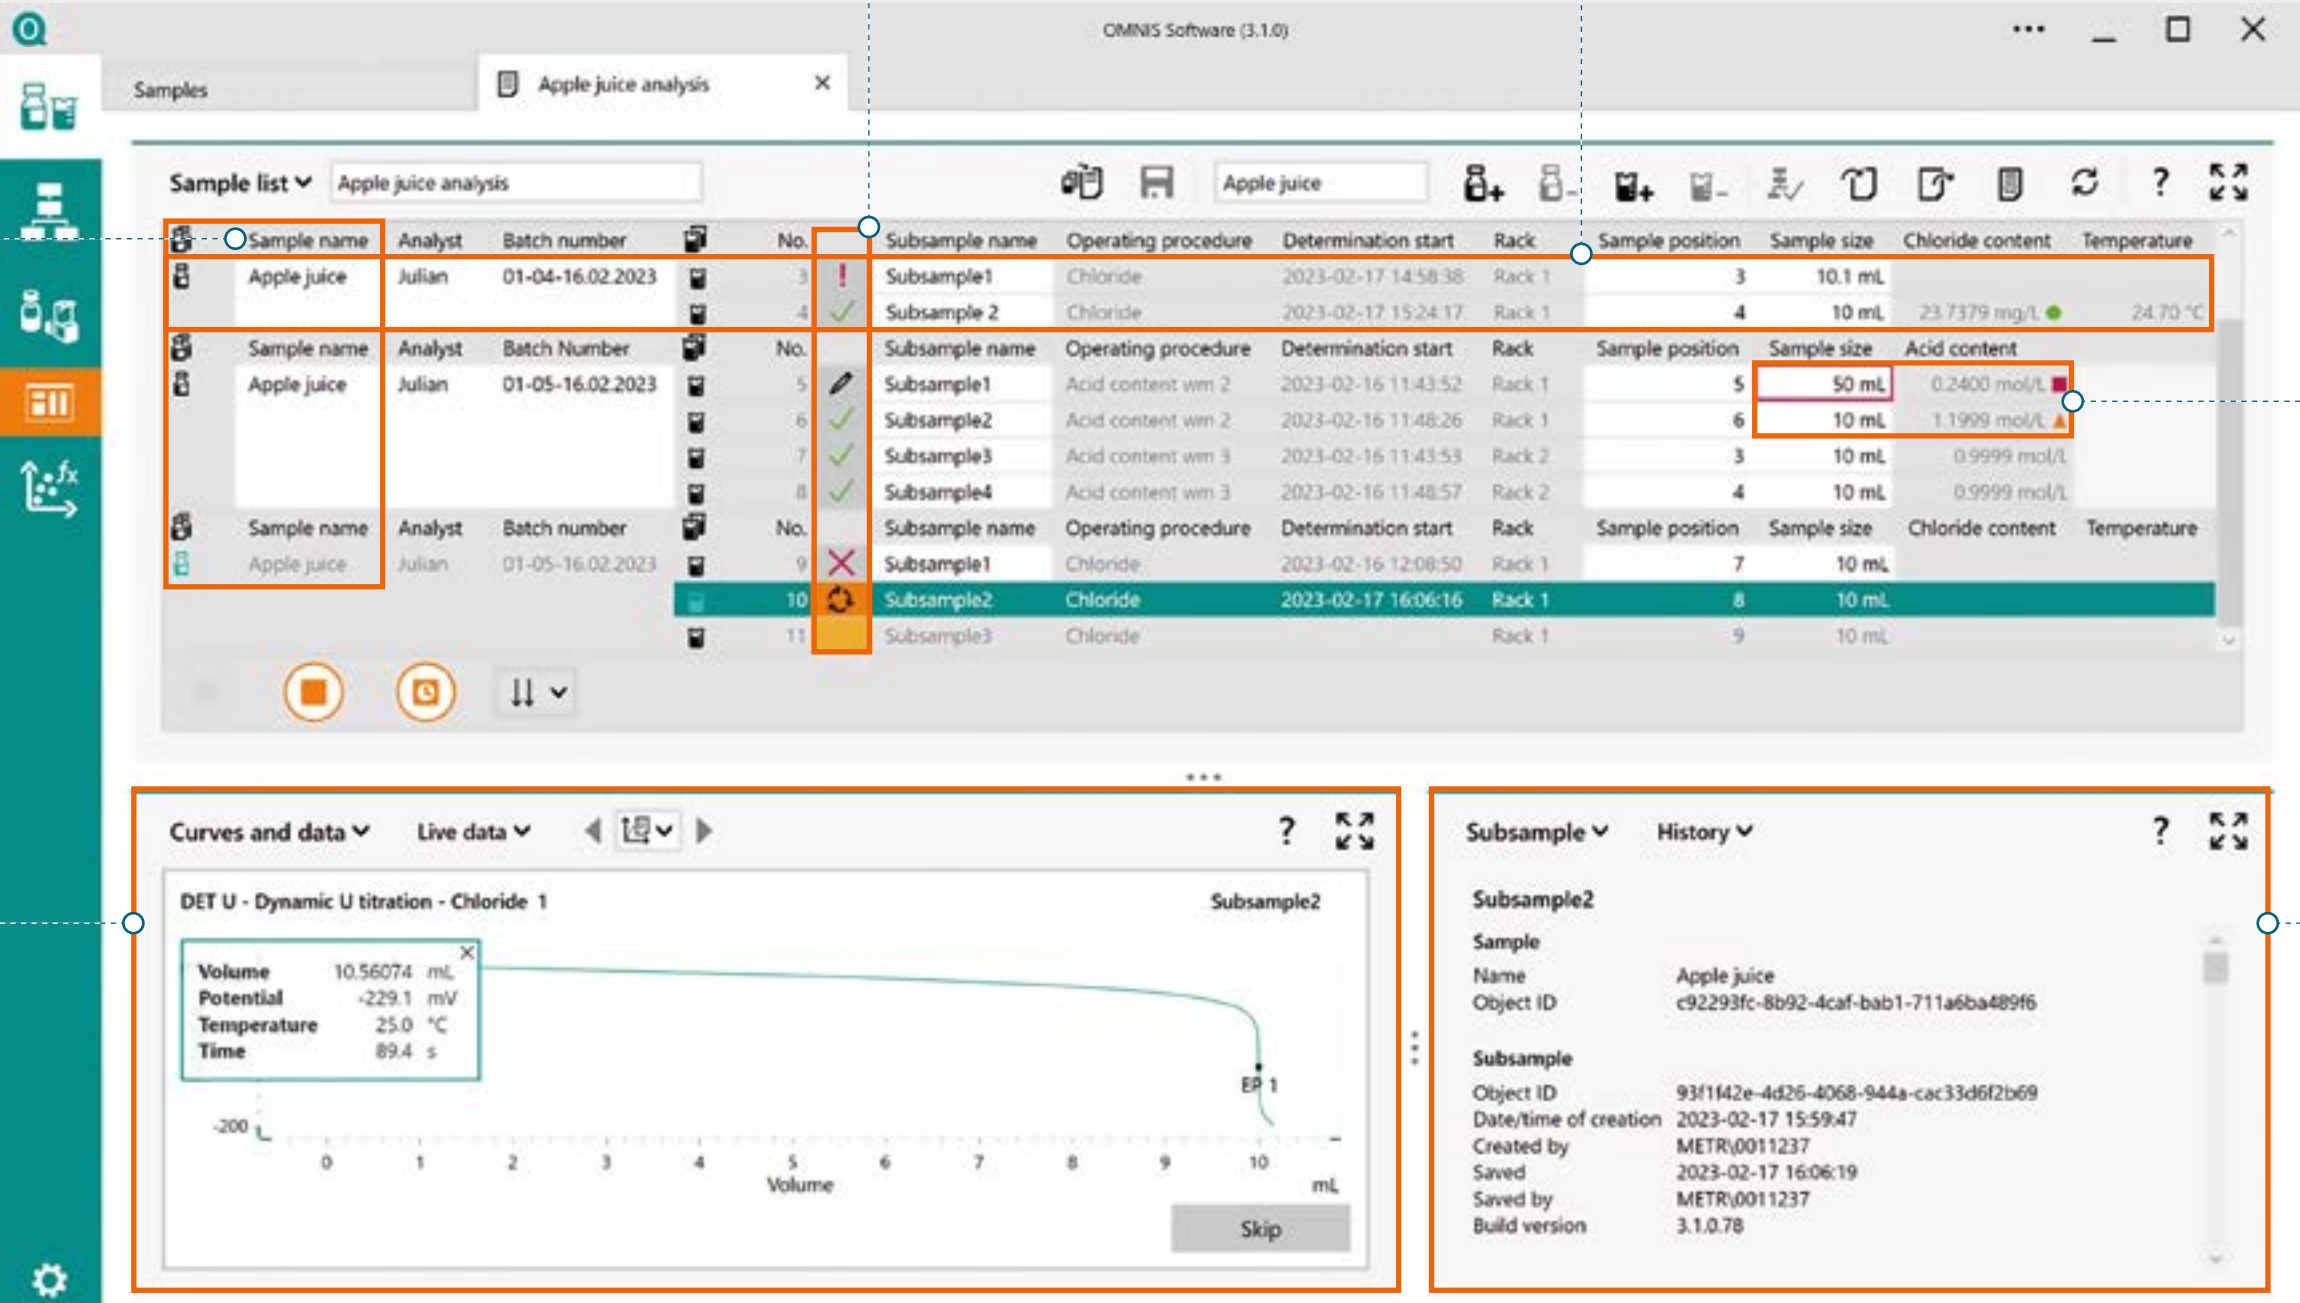 OMNIS Software (3.1.0)
Samples
Apple juice analysis
Sample list
Apple juice analysis
Apple juice
Sample name Analyst Batch number No. Subsample name Operating procedure Determination start Rack Sample position Sample size Chloride content Temperature
Apple juice Julian 01-04-16.02.2023 3 ! Subsample1 Chloride 2023-02-17 14:58:38 Rack 1 3 10.1 mL
4 Subsample 2 Chloride 2023-02-17 15:24:17 Rack 1 4 10 mL 23.7379 mg/L 24.70 °C
Sample name Analyst Batch Number No. Subsample name Operating procedure Determination start Rack Sample position Sample size Acid content
Apple juice Julian 01-05-16.02.2023 5 Subsample1 Acid content wm 2 2023-02-16 11:43:52 Rack 1 5 50 mL 0.2400 mol/L
6 Subsample2 Acid content wm 2 2023-02-16 11:48:26 Rack 1 6 10 mL 1.1999 mol/L
7 Subsample3 Acid content wm 3 2023-02-16 11:43:53 Rack 2 3 10 mL 0.9999 mol/L
8 Subsample4 Acid content wm 3 2023-02-16 11:48:57 Rack 2 4 10 mL 0.9999 mol/L
Sample name Analyst Batch number No. Subsample name Operating procedure Determination start Rack Sample position Sample size Chloride content Temperature
Apple juice Julian 01-05-16.02.2023 9 Subsample1 Chloride 2023-02-16 12:08:50 Rack 1 7 10 mL
10 Subsample2 Chloride 2023-02-17 16:06:16 Rack 1 8 10 mL
11 Subsample3 Chloride Rack 1 9 10 mL
Curves and data Live data ?
DET U - Dynamic U titration - Chloride 1 Subsample2
Volume 10.56074 mL
Potential -229.1 mV
Temperature 25.0 °C
Time 89.4 s
EP 1
-200
0 1 2 3 4 5 6 7 8 9 10
Volume mL
Skip
Subsample History ?
Subsample2
Sample
Name Apple juice
Object ID c92293fc-8b92-4caf-bab1-711a6ba489f6
Subsample
Object ID 93f1f42e-4d26-4068-944a-cac33d6f2b69
Date/time of creation 2023-02-17 15:59:47
Created by METR\0011237
Saved 2023-02-17 16:06:19
Saved by METR\0011237
Build version 3.1.0.78